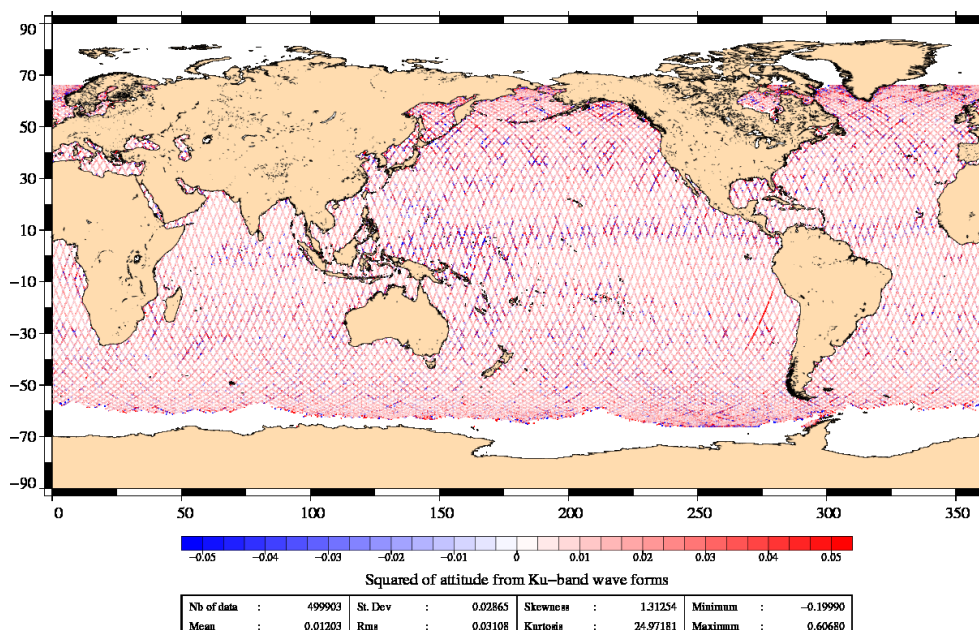 90
70
50
30
10
−10
−30
−50
−70
−90
0 50 100 150 200 250 300 350
−0.05 −0.04 −0.03 −0.02 −0.01 0 0.01 0.02 0.03 0.04 0.05
Squared of attitude from Ku−band wave forms
Nb of data : 499903 St. Dev : 0.02865 Skewness : 1.31254 Minimum : −0.19990
Mean : 0.01203 Rms : 0.03108 Kurtosis : 24.97181 Maximum : 0.60680